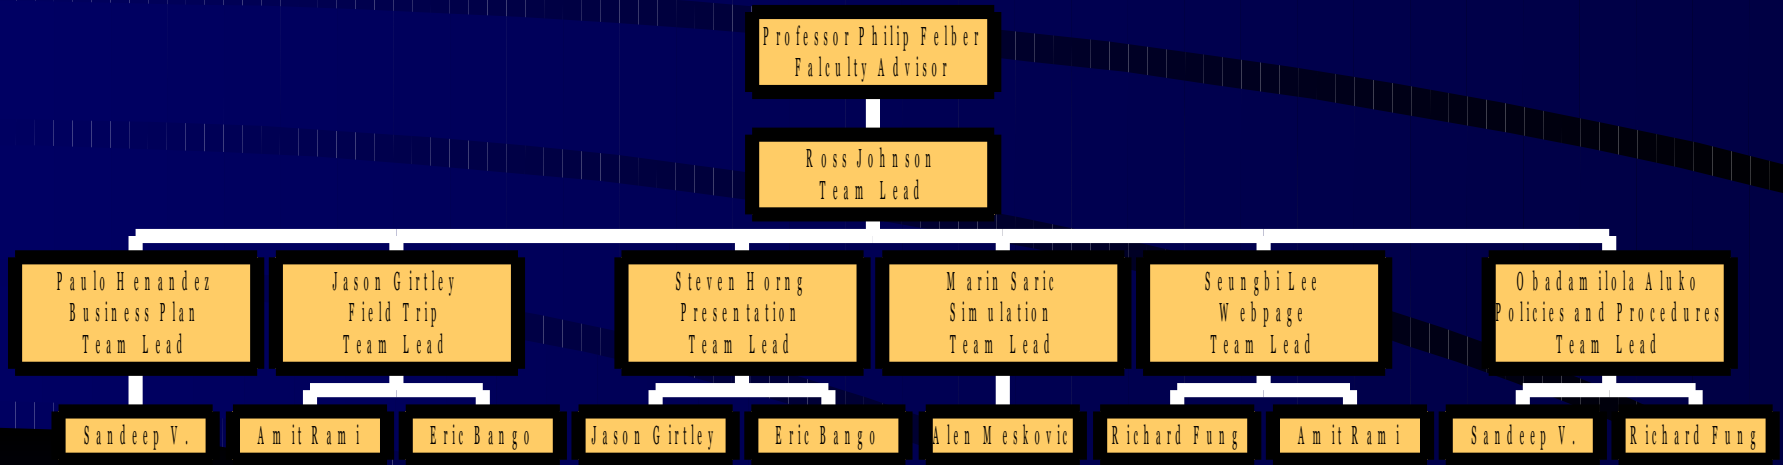 Professor Philip Felber
Falculty Advisor
Ross Johnson
Team Lead
Paulo Henandez
Business Plan
Team Lead
Jason Girtley
Field Trip
Team Lead
Steven Horng
Presentation
Team Lead
Marin Saric
Simulation
Team Lead
Seungbi Lee
Webpage
Team Lead
Obadamilola Aluko
Policies and Procedures
Team Lead
Sandeep V.
Amit Rami
Eric Bango
Jason Girtley
Eric Bango
Alen Meskovic
Richard Fung
Amit Rami
Sandeep V.
Richard Fung